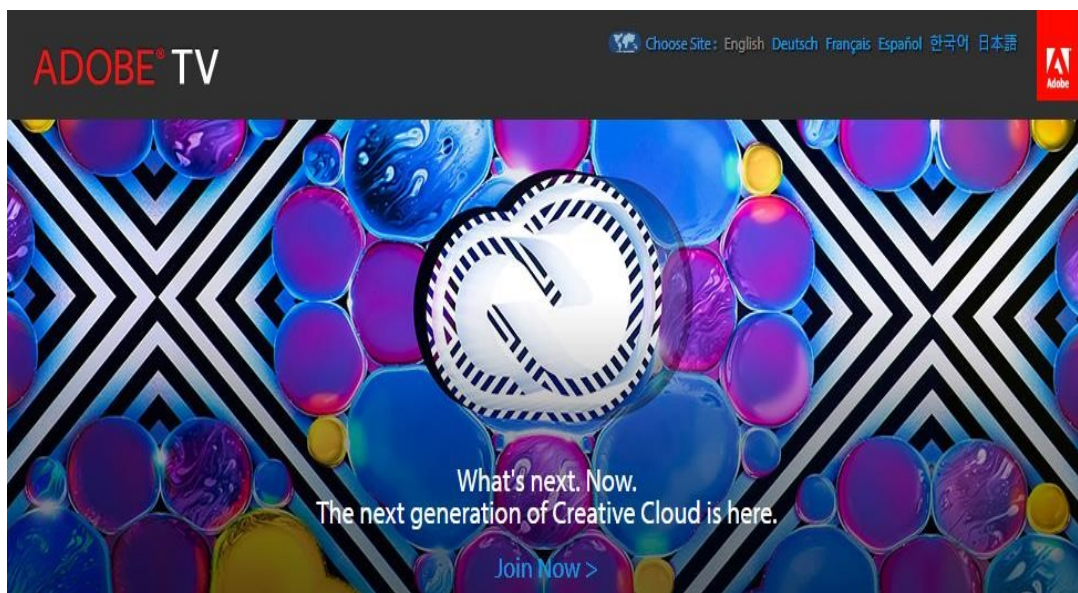 ADOBE® TV
Choose Site: English Deutsch Français Español 한국어 日本語
Adobe
What's next. Now.
The next generation of Creative Cloud is here.
Join Now >